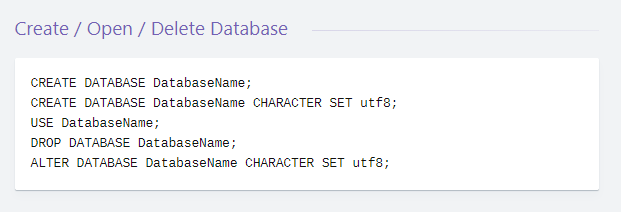 Create / Open / Delete Database
CREATE DATABASE DatabaseName;
CREATE DATABASE DatabaseName CHARACTER SET utf8;
USE DatabaseName;
DROP DATABASE DatabaseName;
ALTER DATABASE DatabaseName CHARACTER SET utf8;